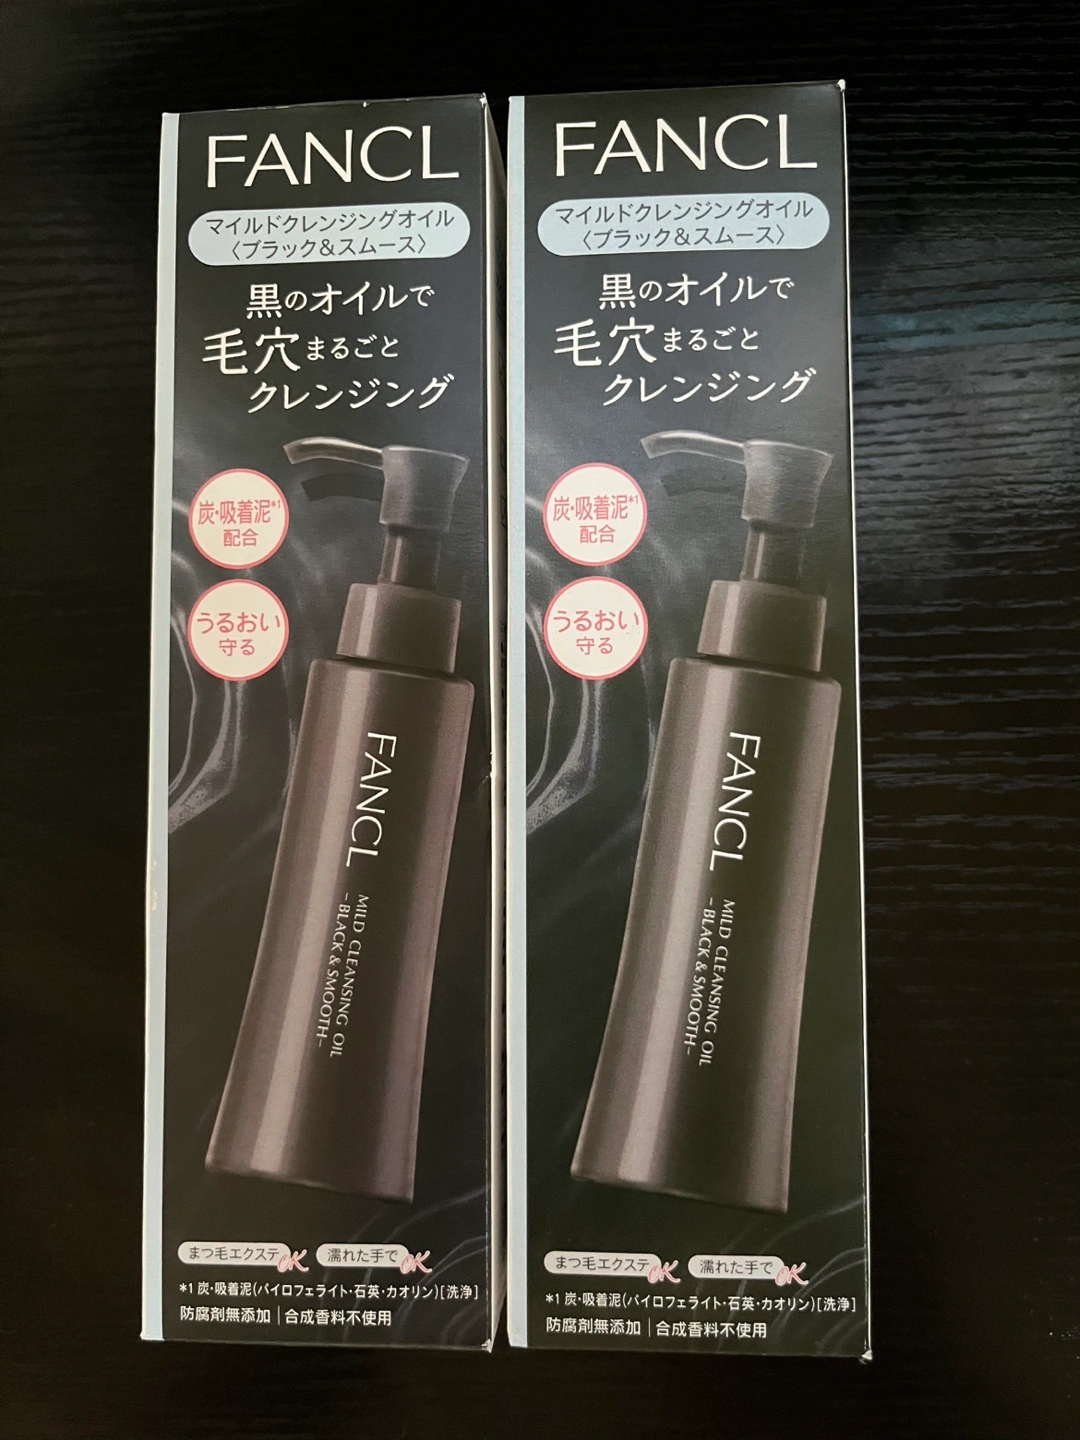 FANCL
マイルドクレンジングオイル
〈ブラック&スムース〉
黒のオイルで
毛穴まるごと
クレンジング
炭・吸着泥*1
配合
うるおい
守る
FANCL
MILD CLEANSING OIL
-BLACK & SMOOTH-
まつ毛エクステOK 濡れた手でOK
*1 炭・吸着泥(パイロフェライト・石英・カオリン)[洗浄]
防腐剤無添加|合成香料不使用
FANCL
マイルドクレンジングオイル
〈ブラック&スムース〉
黒のオイルで
毛穴まるごと
クレンジング
炭・吸着泥*1
配合
うるおい
守る
FANCL
MILD CLEANSING OIL
-BLACK & SMOOTH-
まつ毛エクステOK 濡れた手でOK
*1 炭・吸着泥(パイロフェライト・石英・カオリン)[洗浄]
防腐剤無添加|合成香料不使用